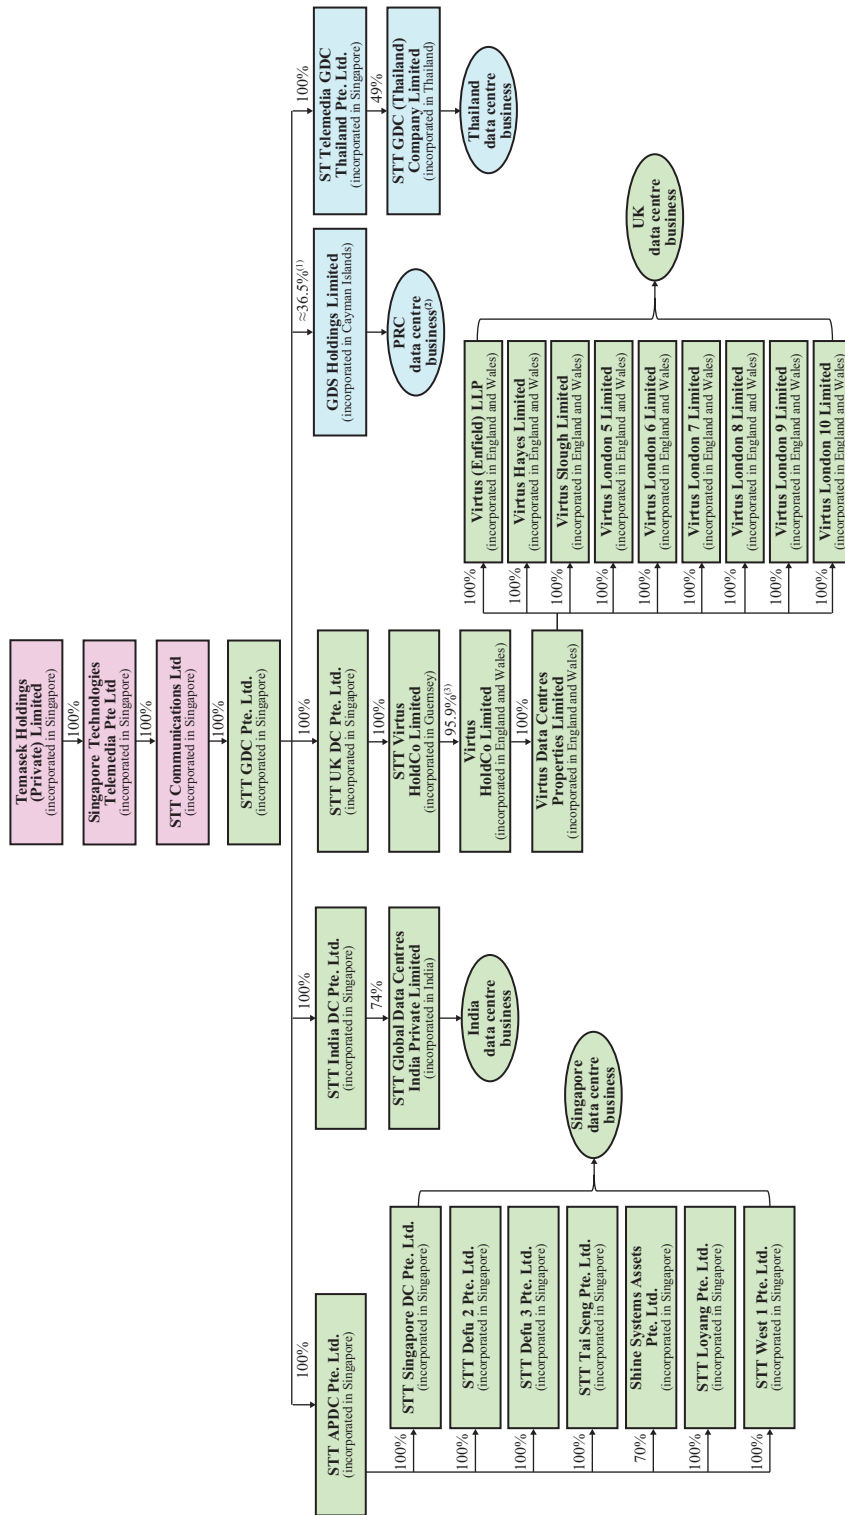 Temasek Holdings
(Private) Limited
(incorporated in Singapore)
100%
Singapore Technologies
Telemedia Pte Ltd
(incorporated in Singapore)
100%
STT Communications Ltd
(incorporated in Singapore)
100%
STT GDC Pte. Ltd.
(incorporated in Singapore)
100%
STT APDC Pte. Ltd.
(incorporated in Singapore)
100%
STT Singapore DC Pte. Ltd.
(incorporated in Singapore)
100%
STT Defu 2 Pte. Ltd.
(incorporated in Singapore)
100%
STT Defu 3 Pte. Ltd.
(incorporated in Singapore)
100%
STT Tai Seng Pte. Ltd.
(incorporated in Singapore)
70%
Shine Systems Assets
Pte. Ltd.
(incorporated in Singapore)
100%
STT Loyang Pte. Ltd.
(incorporated in Singapore)
100%
STT West 1 Pte. Ltd.
(incorporated in Singapore)
Singapore
data centre
business
100%
STT India DC Pte. Ltd.
(incorporated in Singapore)
74%
STT Global Data Centres
India Private Limited
(incorporated in India)
India
data centre
business
100%
STT UK DC Pte. Ltd.
(incorporated in Singapore)
100%
STT Virtus
HoldCo Limited
(incorporated in Guernsey)
95.9%(3)
Virtus
HoldCo Limited
(incorporated in England and Wales)
100%
Virtus Data Centres
Properties Limited
(incorporated in England and Wales)
100%
Virtus (Enfield) LLP
(incorporated in England and Wales)
100%
Virtus Hayes Limited
(incorporated in England and Wales)
100%
Virtus Slough Limited
(incorporated in England and Wales)
100%
Virtus London 5 Limited
(incorporated in England and Wales)
100%
Virtus London 6 Limited
(incorporated in England and Wales)
100%
Virtus London 7 Limited
(incorporated in England and Wales)
100%
Virtus London 8 Limited
(incorporated in England and Wales)
100%
Virtus London 9 Limited
(incorporated in England and Wales)
100%
Virtus London 10 Limited
(incorporated in England and Wales)
UK
data centre
business
≈36.5%(1)
GDS Holdings Limited
(incorporated in Cayman Islands)
PRC
data centre
business(2)
100%
ST Telemedia GDC
Thailand Pte. Ltd.
(incorporated in Singapore)
49%
STT GDC (Thailand)
Company Limited
(incorporated in Thailand)
Thailand
data centre
business